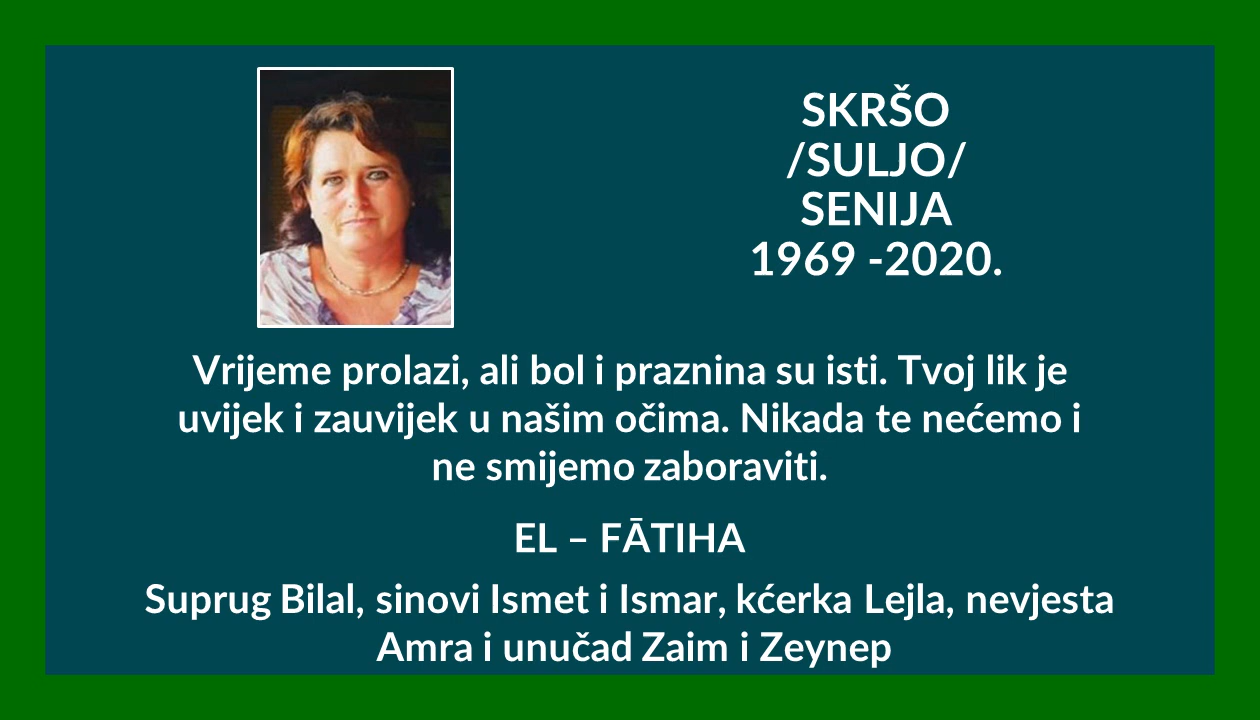 SKRŠO
/SULJO/
SENIJA
1969 -2020.
Vrijeme prolazi, ali bol i praznina su isti. Tvoj lik je
uvijek i zauvijek u našim očima. Nikada te nećemo i
ne smijemo zaboraviti.
EL – FĀTIHA
Suprug Bilal, sinovi Ismet i Ismar, kćerka Lejla, nevjesta
Amra i unučad Zaim i Zeynep